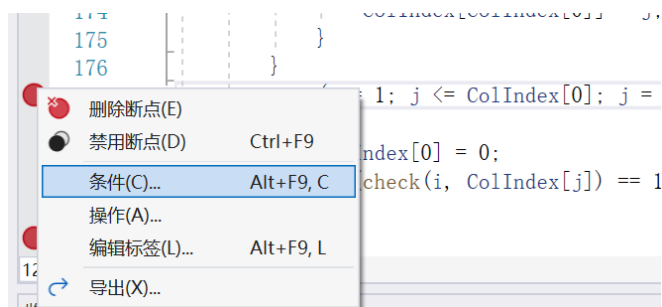 175 }
176 }
= 1; j <= ColIndex[0]; j =
删除断点(E)
禁用断点(D) Ctrl+F9
ndex[0] = 0;
条件(C)... Alt+F9, C
check(i, ColIndex[j]) == 1
操作(A)...
编辑标签(L)... Alt+F9, L
12
导出(X)...